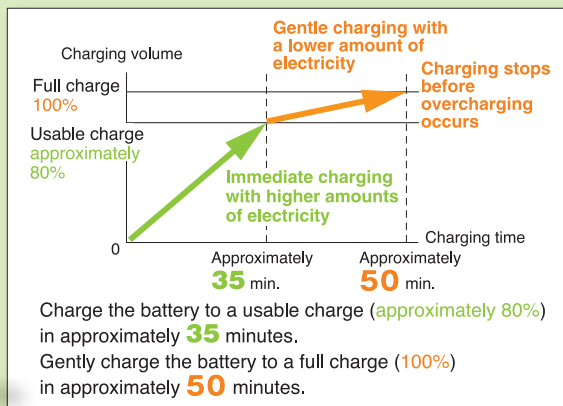 Gentle charging with
a lower amount of
electricity
Charging volume
Charging stops
before
overcharging
occurs
Full charge
100%
Usable charge
approximately
80%
Immediate charging
with higher amounts
of electricity
0
Charging time
Approximately
35 min.
Approximately
50 min.
Charge the battery to a usable charge (approximately 80%)
in approximately 35 minutes.
Gently charge the battery to a full charge (100%)
in approximately 50 minutes.